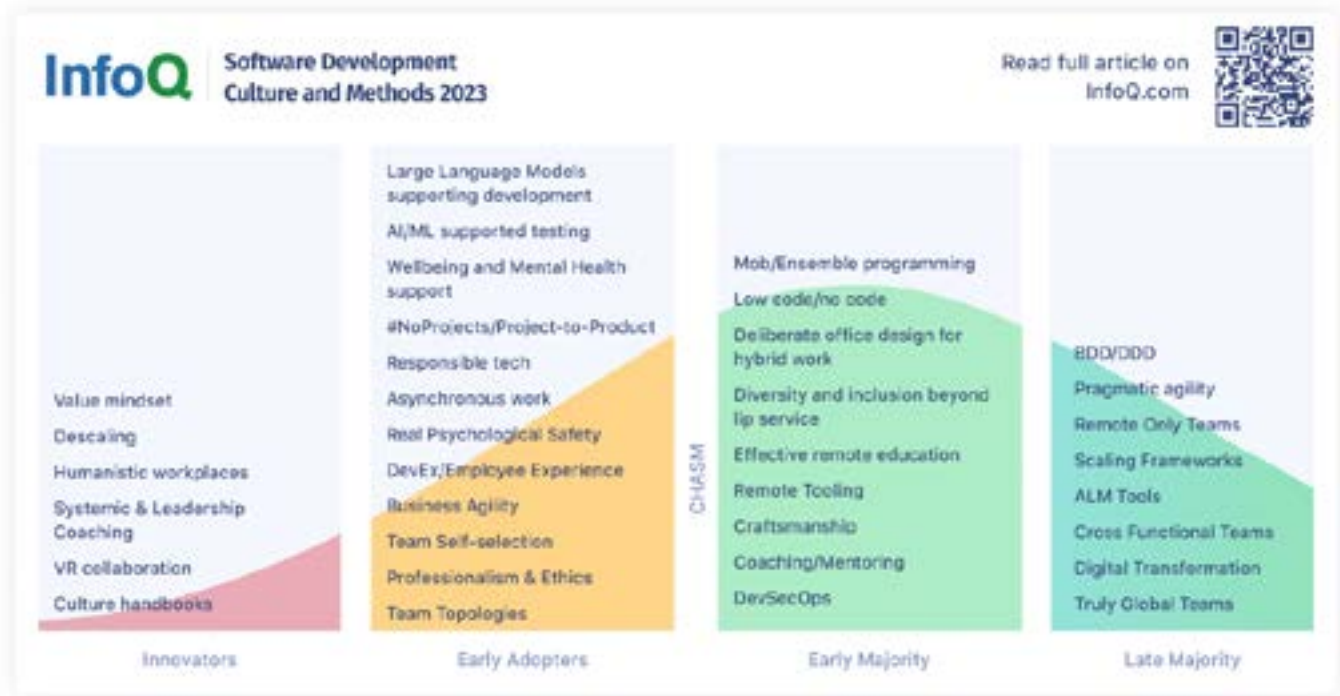 InfoQ
Software Development
Culture and Methods 2023
Read full article on
InfoQ.com
Value mindset
Descaling
Humanistic workplaces
Systemic & Leadership
Coaching
VR collaboration
Culture handbooks
Innovators
Large Language Models
supporting development
AI/ML supported testing
Wellbeing and Mental Health
support
#NoProjects/Project-to-Product
Responsible tech
Asynchronous work
Real Psychological Safety
DevEx/Employee Experience
Business Agility
Team Self-selection
Professionalism & Ethics
Team Topologies
Early Adopters
CHASM
Mob/Ensemble programming
Low code/no code
Deliberate office design for
hybrid work
Diversity and inclusion beyond
lip service
Effective remote education
Remote Tooling
Craftsmanship
Coaching/Mentoring
DevSecOps
Early Majority
BDD/DDD
Pragmatic agility
Remote Only Teams
Scaling Frameworks
ALM Tools
Cross Functional Teams
Digital Transformation
Truly Global Teams
Late Majority